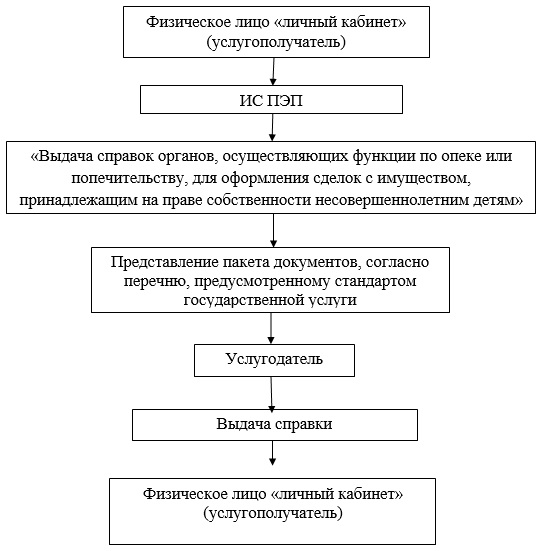 Физическое лицо «личный кабинет»
(услугополучатель)
ИС ПЭП
«Выдача справок органов, осуществляющих функции по опеке или
попечительству, для оформления сделок с имуществом,
принадлежащим на праве собственности несовершеннолетним детям»
Представление пакета документов, согласно
перечню, предусмотренному стандартом
государственной услуги
Услугодатель
Выдача справки
Физическое лицо «личный кабинет»
(услугополучатель)